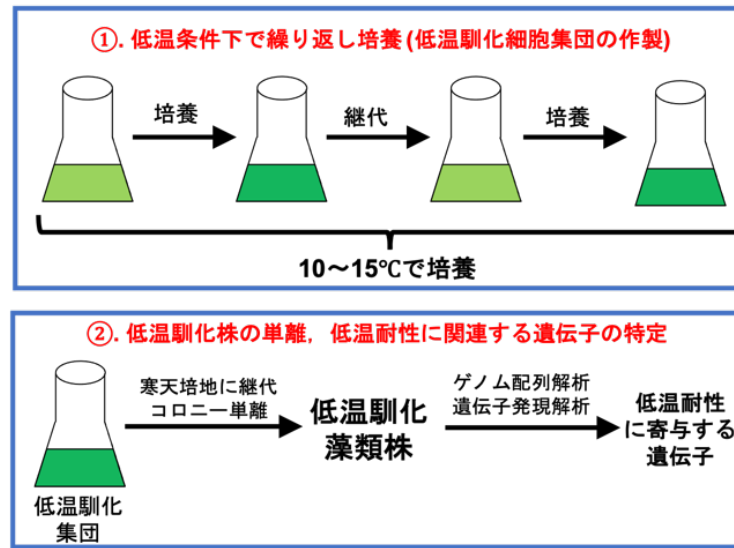 ①. 低温条件下で繰り返し培養(低温馴化細胞集団の作製)
培養
継代
培養
10〜15℃で培養
②. 低温馴化株の単離，低温耐性に関連する遺伝子の特定
寒天培地に継代
コロニー単離
低温馴化
藻類株
ゲノム配列解析
遺伝子発現解析
低温耐性
に寄与する
遺伝子
低温馴化
集団